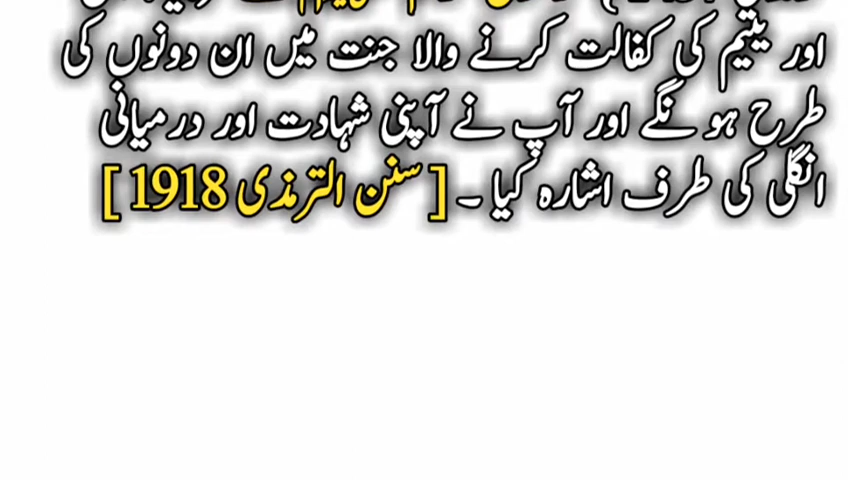 اور یتیم کی کفالت کرنے والا جنت میں ان دونوں کی
طرح ہونگے اور آپ نے آپنی شہادت اور درمیانی
انگلی کی طرف اشارہ کیا ۔ [ سنن الترمذی 1918 ]